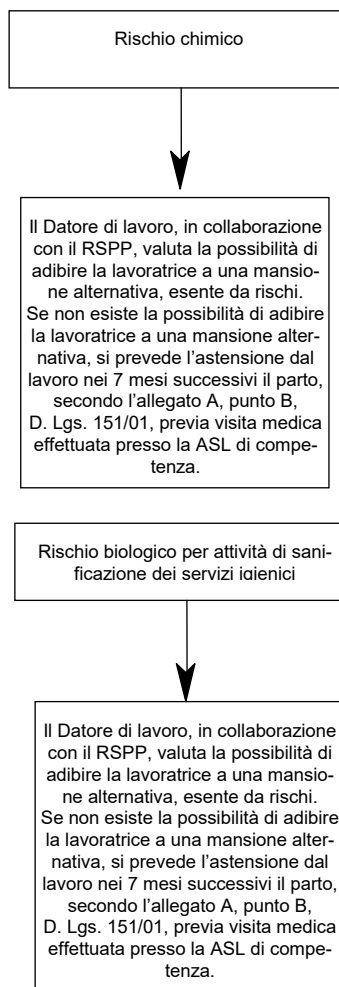 Rischio chimico
Il Datore di lavoro, in collaborazione
con il RSPP, valuta la possibilità di
adibire la lavoratrice a una mansio-
ne alternativa, esente da rischi.
Se non esiste la possibilità di adibire
la lavoratrice a una mansione alter-
nativa, si prevede l’astensione dal
lavoro nei 7 mesi successivi il parto,
secondo l’allegato A, punto B,
D. Lgs. 151/01, previa visita medica
effettuata presso la ASL di compe-
tenza.
Rischio biologico per attività di sani-
ficazione dei servizi igienici
Il Datore di lavoro, in collaborazione
con il RSPP, valuta la possibilità di
adibire la lavoratrice a una mansio-
ne alternativa, esente da rischi.
Se non esiste la possibilità di adibire
la lavoratrice a una mansione alter-
nativa, si prevede l’astensione dal
lavoro nei 7 mesi successivi il parto,
secondo l’allegato A, punto B,
D. Lgs. 151/01, previa visita medica
effettuata presso la ASL di compe-
tenza.